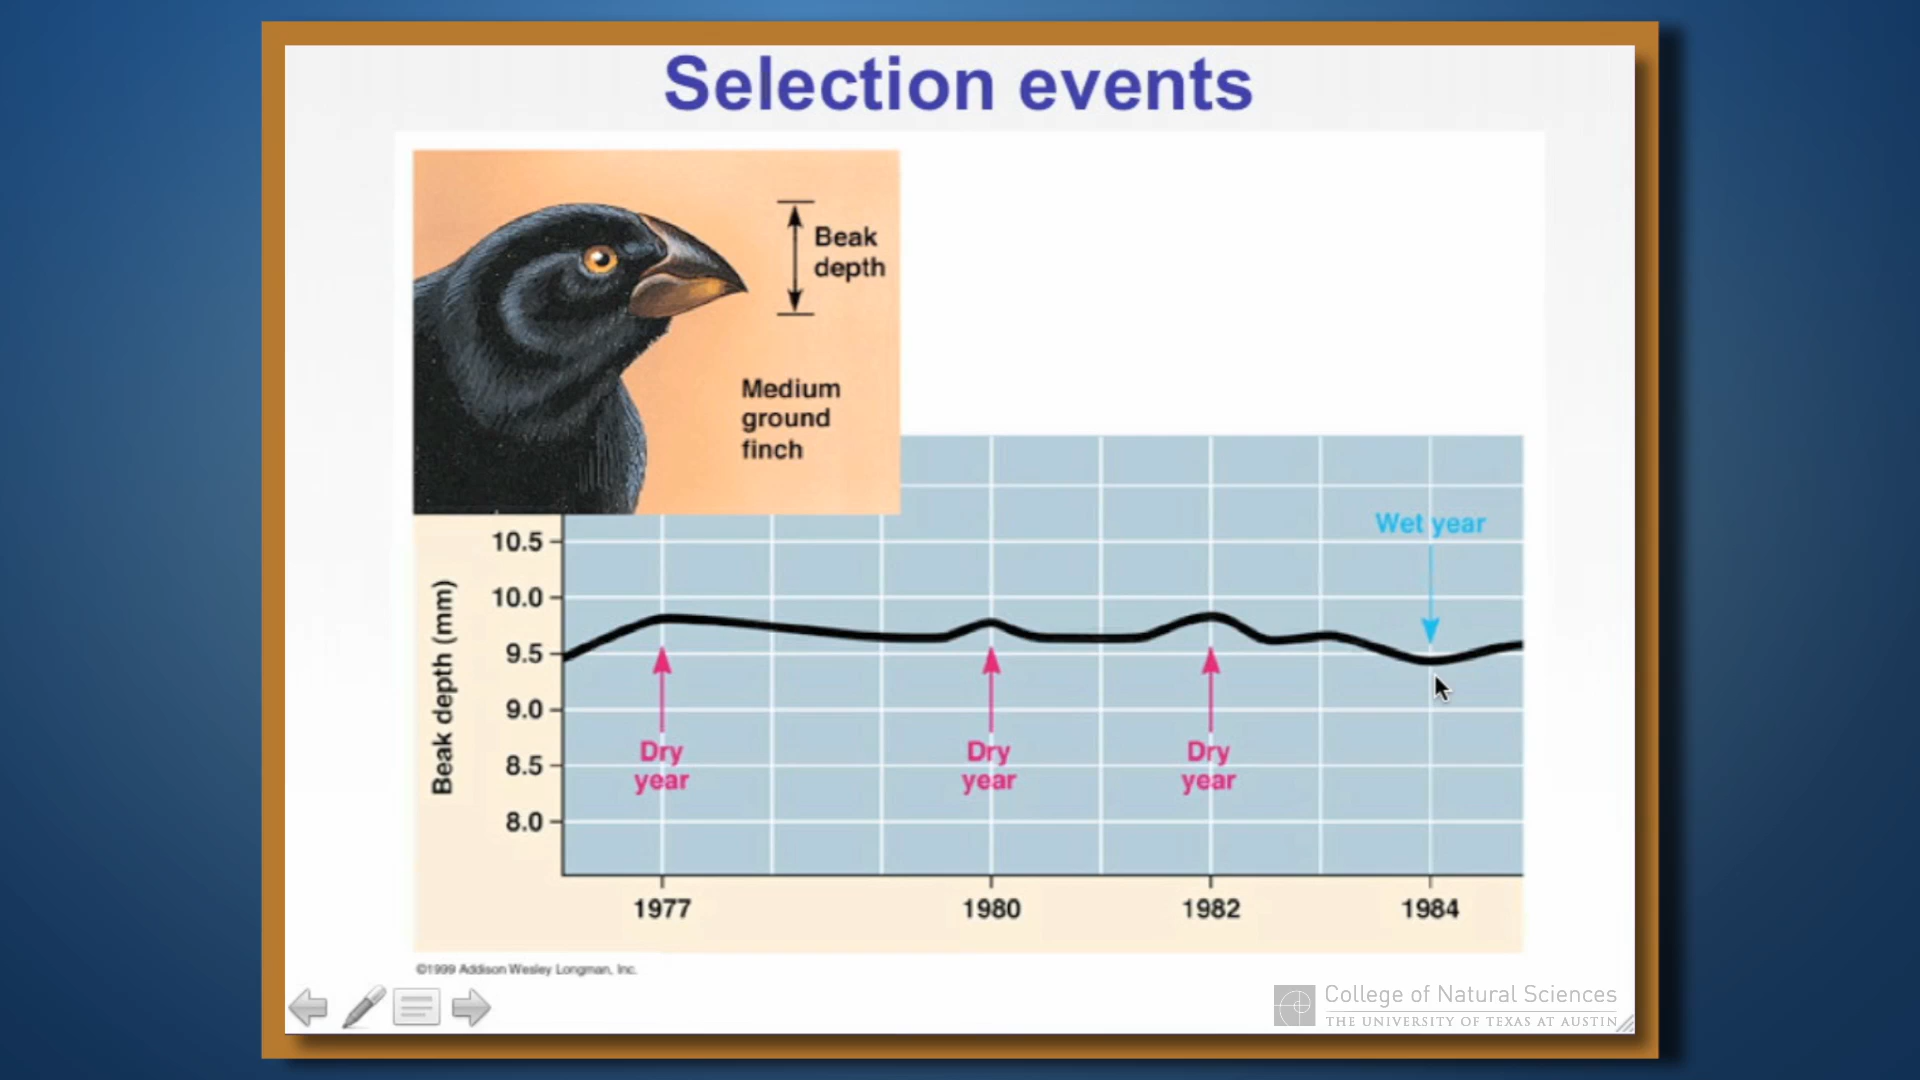 Selection events
Beak
depth
Medium
ground
finch
Wet year
10.5
10.0
9.5
9.0
8.5
8.0
Beak depth (mm)
Dry
year
Dry
year
Dry
year
1977
1980
1982
1984
©1999 Addison Wesley Longman, Inc.
College of Natural Sciences
THE UNIVERSITY OF TEXAS AT AUSTIN